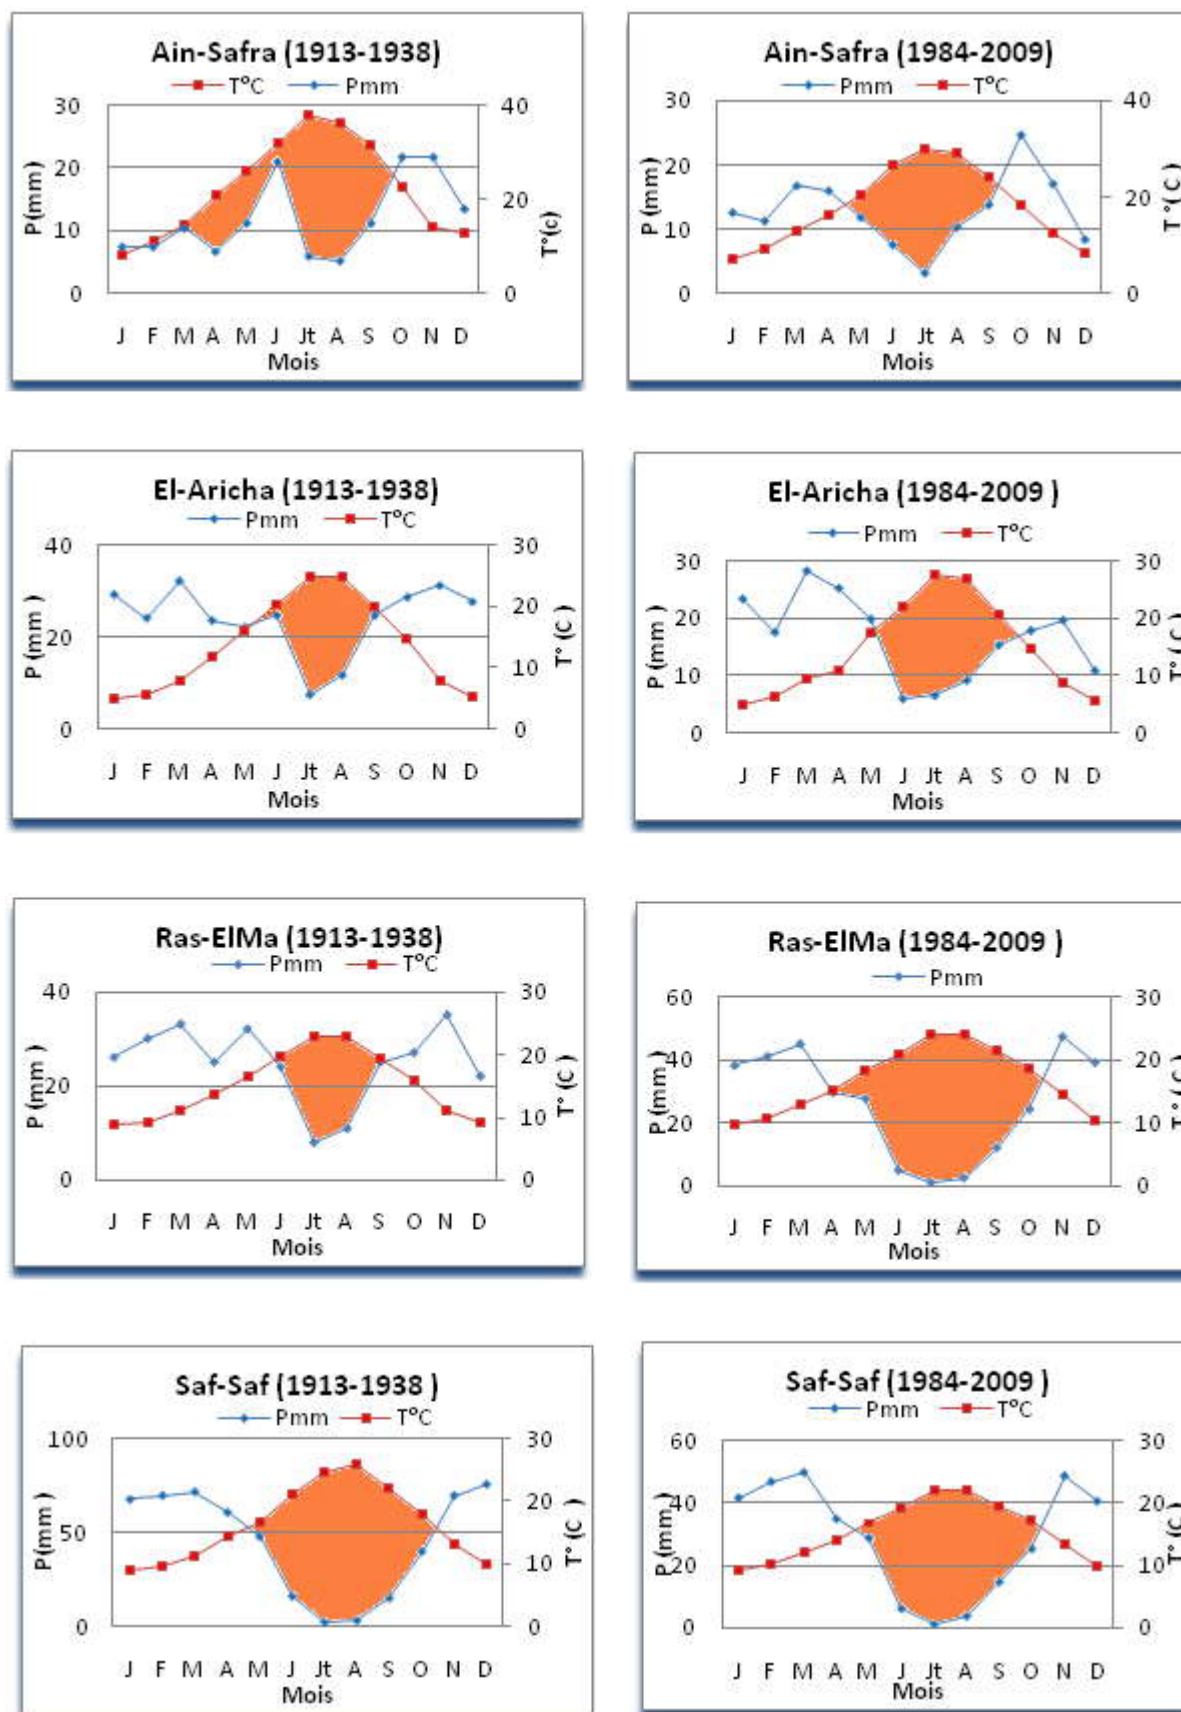 Ain-Safra (1913-1938)
T°C Pmm
30 40
20 20
10
0 0
P(mm)
T°(c)
J F M A M J Jt A S O N D
Mois
Ain-Safra (1984-2009)
Pmm T°C
30 40
20 20
10
0 0
P(mm)
T°(C)
J F M A M J Jt A S O N D
Mois
El-Aricha (1913-1938)
Pmm T°C
40 30
20 20
10
0 0
P(mm)
T°(C)
J F M A M J Jt A S O N D
Mois
El-Aricha (1984-2009 )
Pmm T°C
30 30
20 20
10 10
0 0
P(mm)
T°(C)
J F M A M J Jt A S O N D
Mois
Ras-ElMa (1913-1938)
Pmm T°C
40 30
20 20
10
0 0
P(mm)
T°(C)
J F M A M J Jt A S O N D
Mois
Ras-ElMa (1984-2009 )
Pmm
60 30
40 20
20 10
0 0
P(mm)
T°(C)
J F M A M J Jt A S O N D
Mois
Saf-Saf (1913-1938 )
Pmm T°C
100 30
50 20
10
0 0
P(mm)
T°(C)
J F M A M J Jt A S O N D
Mois
Saf-Saf (1984-2009 )
Pmm T°C
60 30
40 20
20 10
0 0
P(mm)
T°(C)
J F M A M J Jt A S O N D
Mois